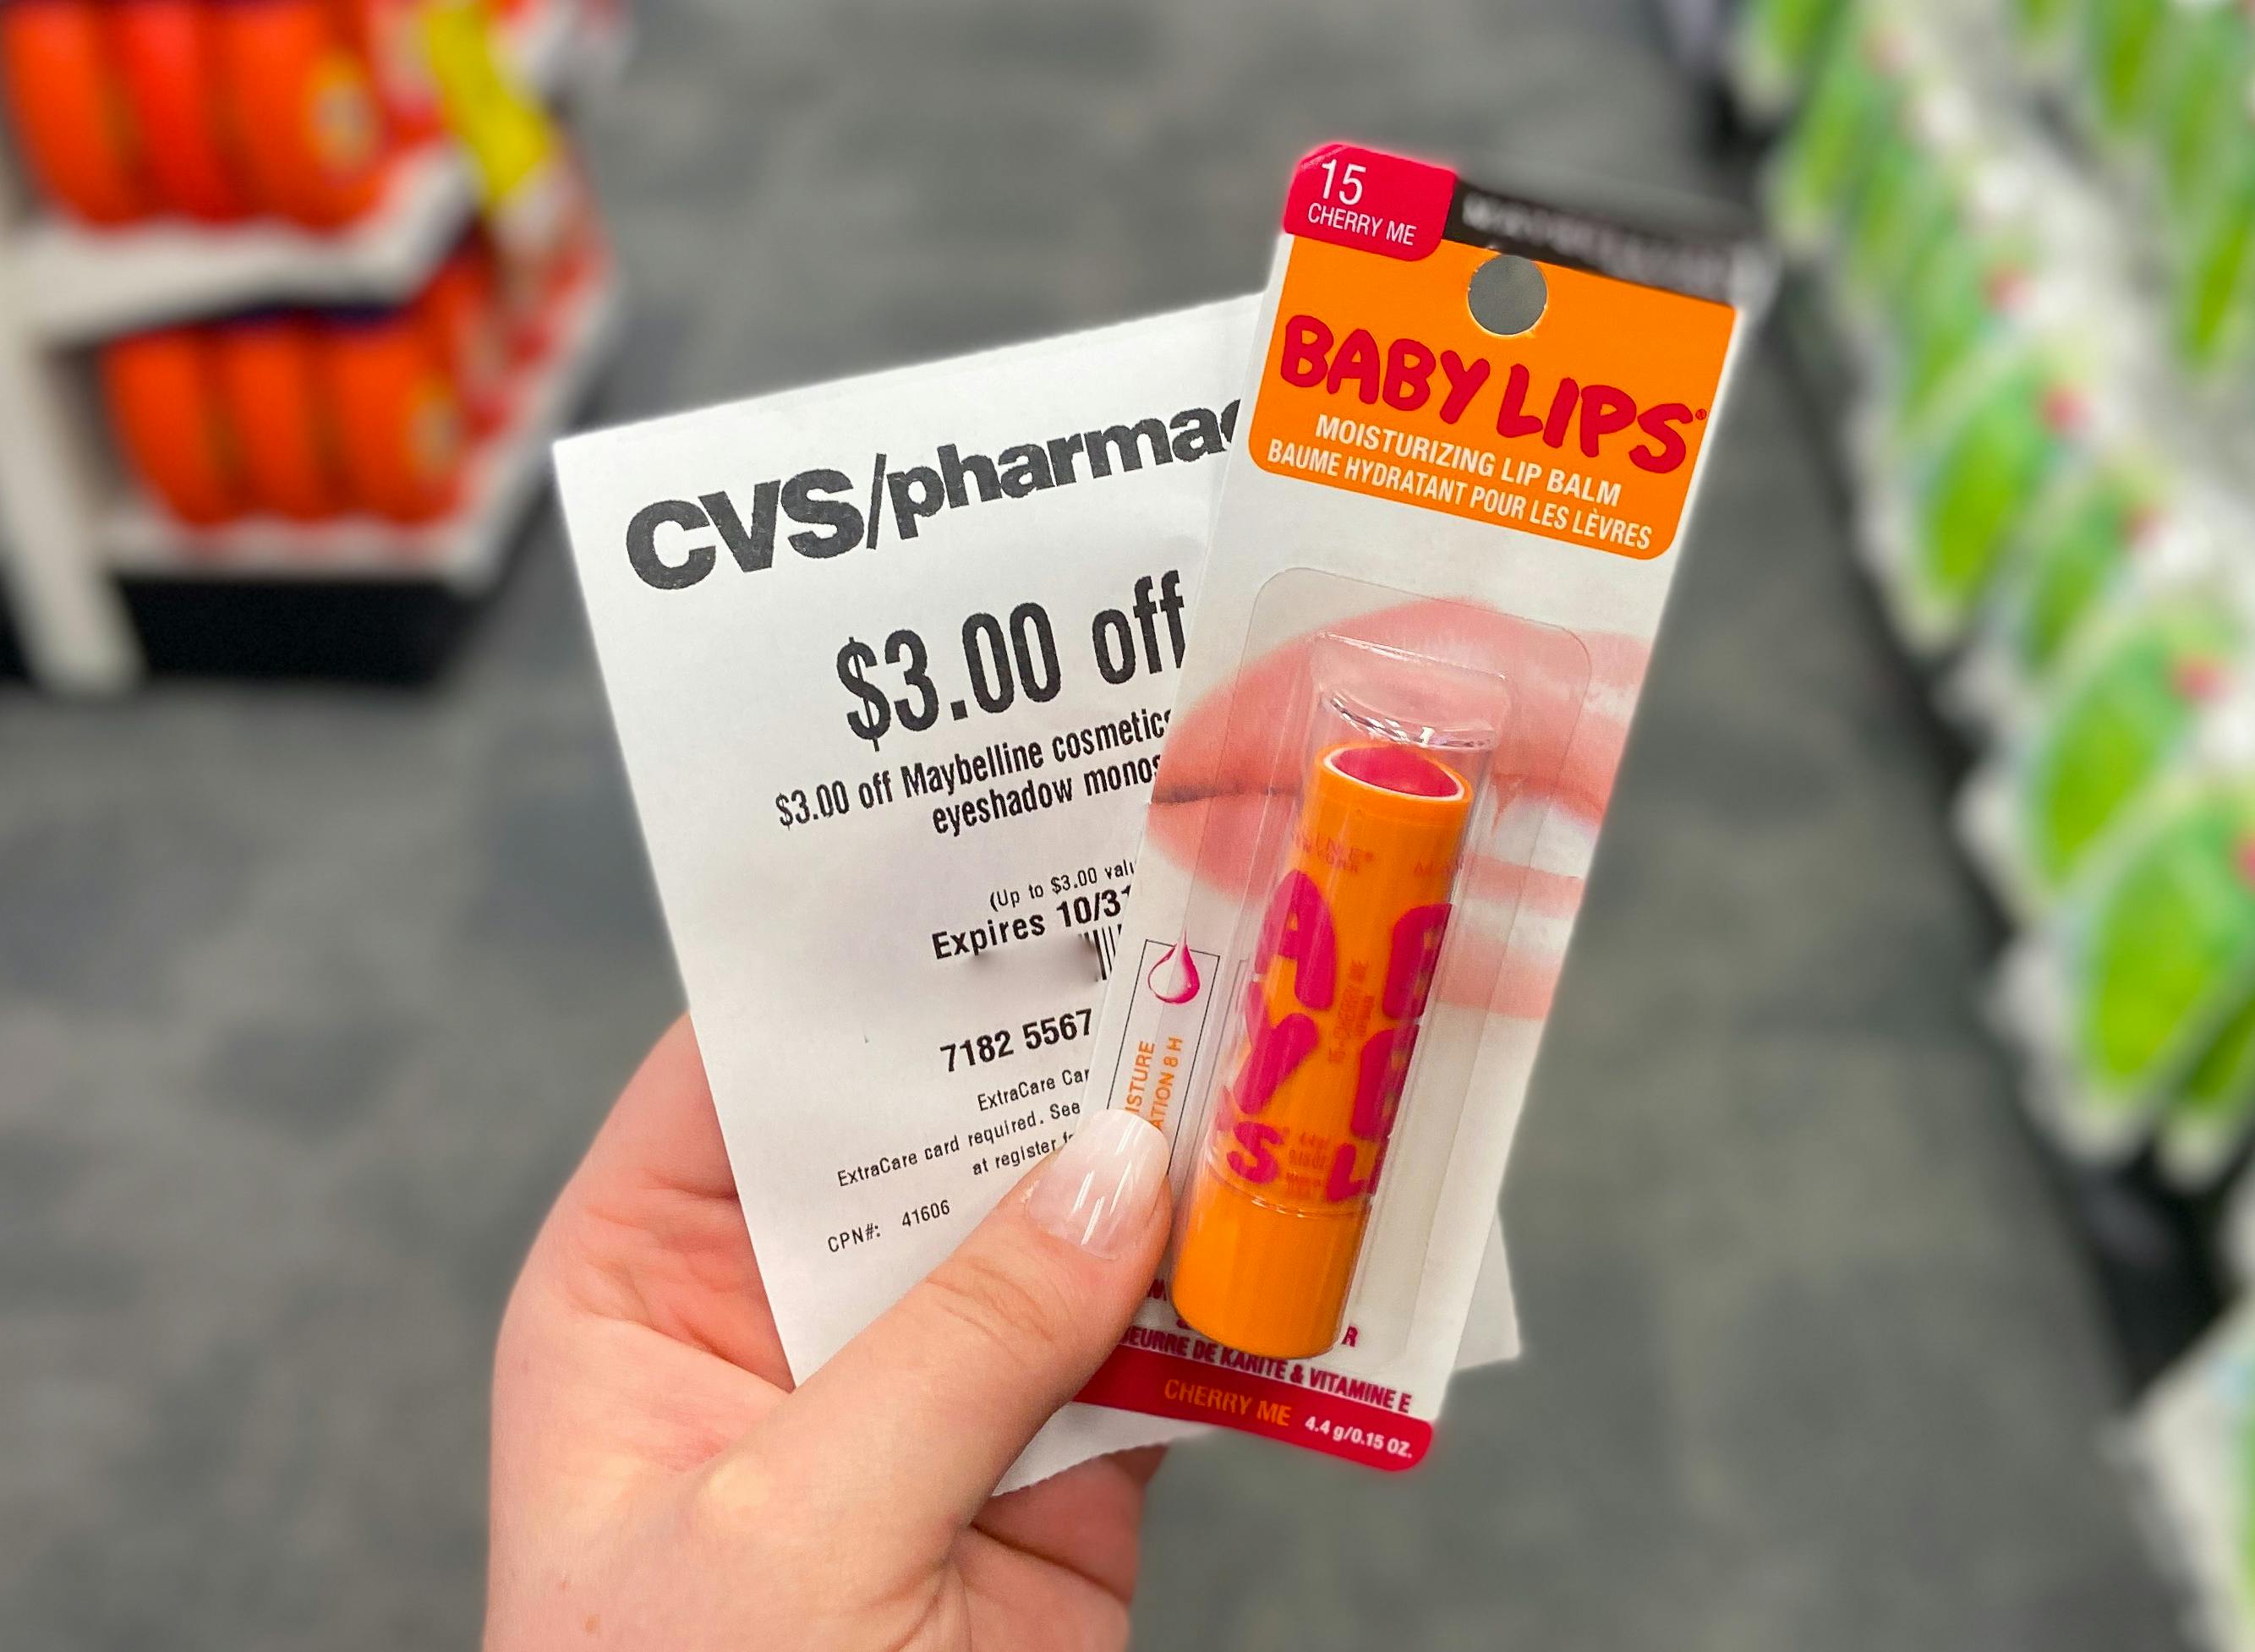 CVS/pharmac
$3.00 off
$3.00 off Maybelline cosmetics
eyeshadow monos
(Up to $3.00 valu
Expires 10/31
7182 5567
ExtraCare Car
ExtraCare card required. See
at register f
CPN#: 41606
15
CHERRY ME
BABY LIPS®
MOISTURIZING LIP BALM
BAUME HYDRATANT POUR LES LÈVRES
ISTURE
ATION 8 H
BEURRE DE KARITÉ & VITAMINE E
CHERRY ME 4.4 g/0.15 OZ.